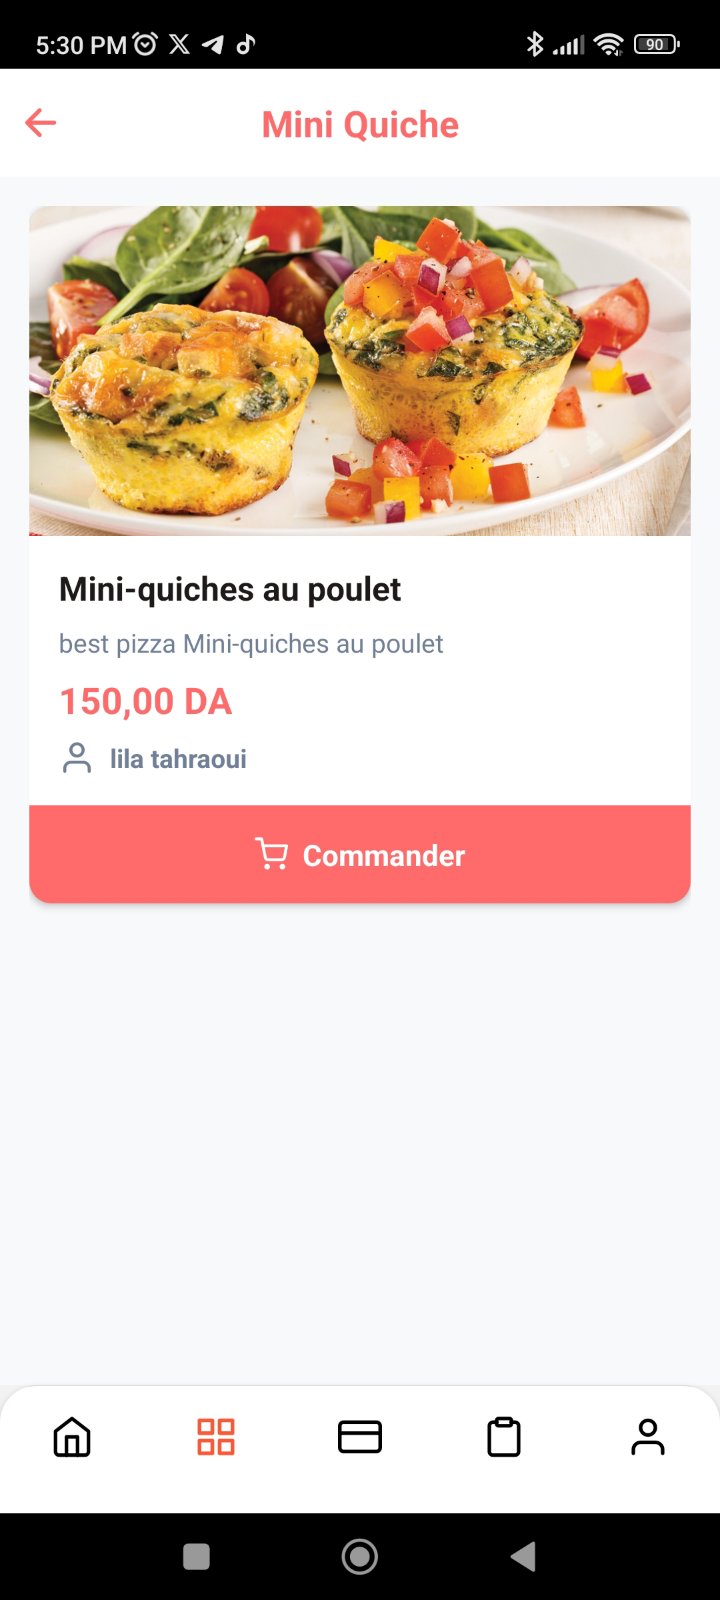 5:30 PM
90
Mini Quiche
Mini-quiches au poulet
best pizza Mini-quiches au poulet
150,00 DA
lila tahraoui
Commander